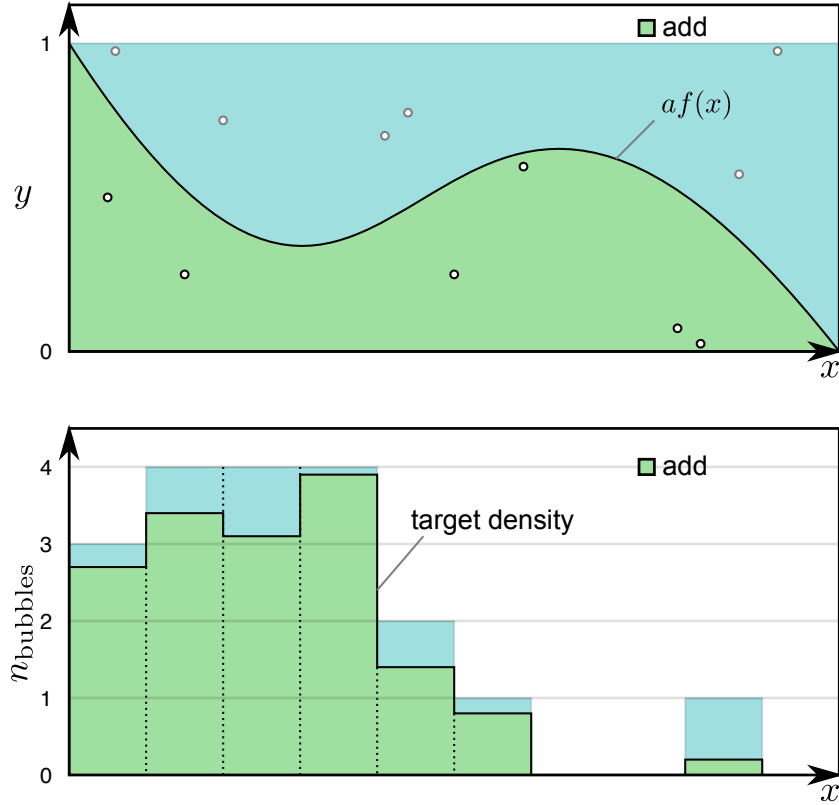 add
1
af(x)
y
0
x
add
4
target density
3
n_bubbles
2
1
0
x